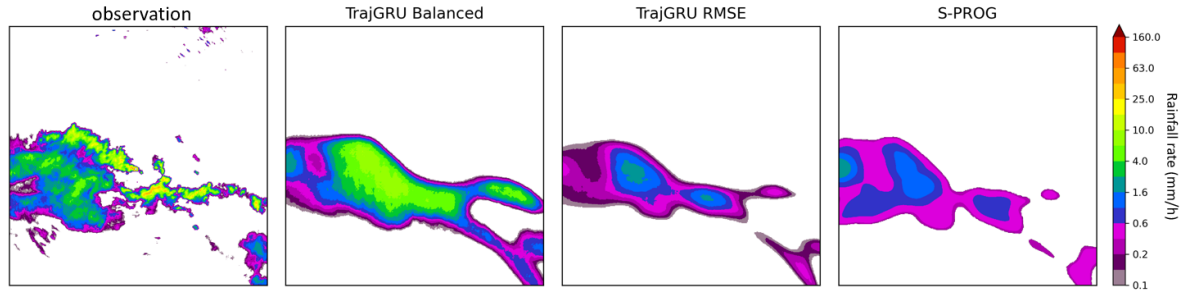 observation
TrajGRU Balanced
TrajGRU RMSE
S-PROG
160.0
63.0
25.0
10.0
4.0
1.6
0.6
0.2
0.1
Rainfall rate (mm/h)